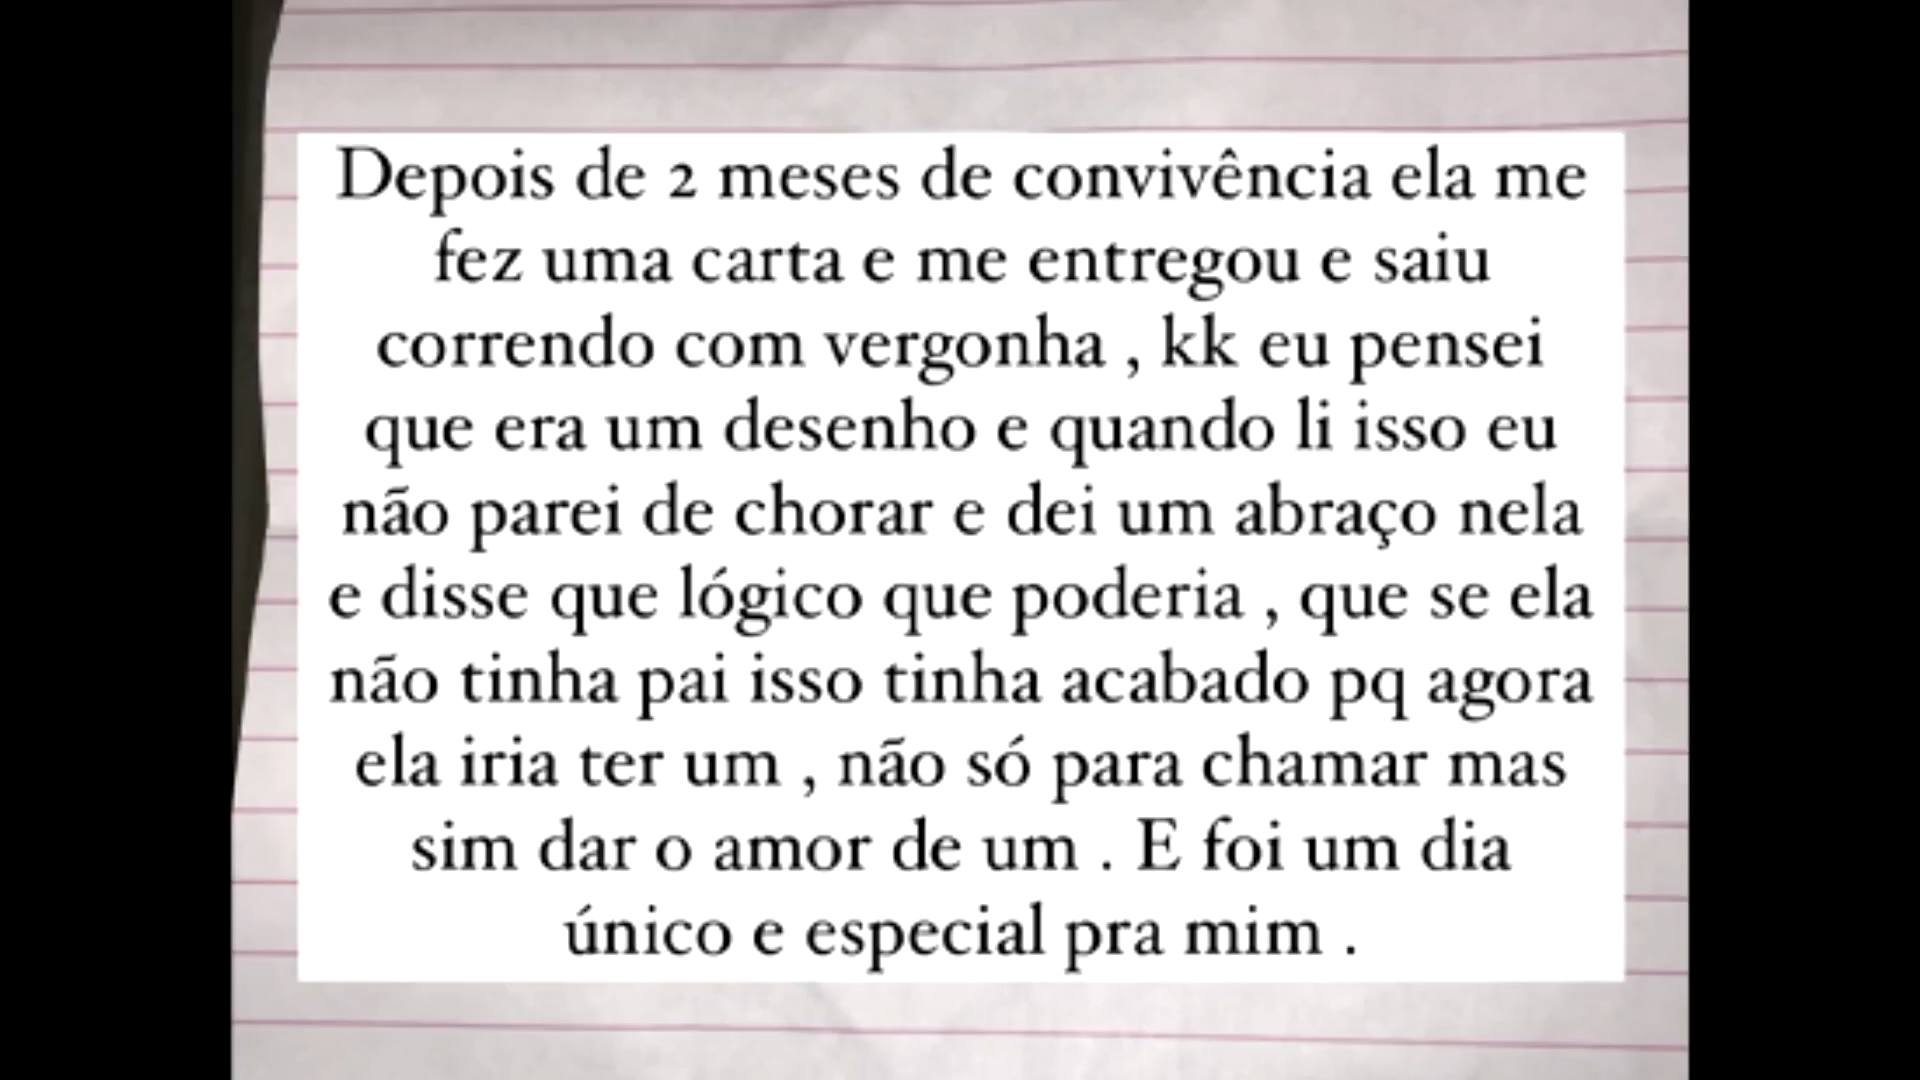 Depois de 2 meses de convivência ela me
fez uma carta e me entregou e saiu
correndo com vergonha , kk eu pensei
que era um desenho e quando li isso eu
não parei de chorar e dei um abraço nela
e disse que lógico que poderia , que se ela
não tinha pai isso tinha acabado pq agora
ela iria ter um , não só para chamar mas
sim dar o amor de um . E foi um dia
único e especial pra mim .